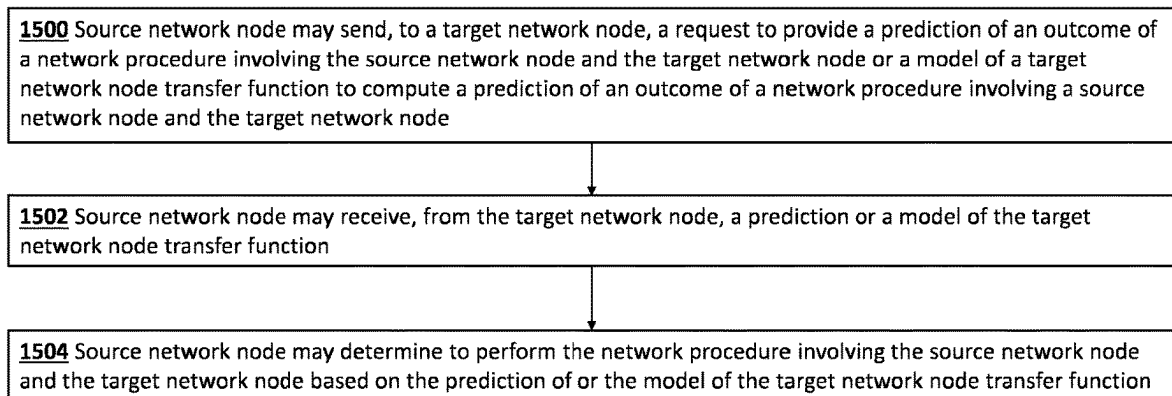 1500 Source network node may send, to a target network node, a request to provide a prediction of an outcome of
a network procedure involving the source network node and the target network node or a model of a target
network node transfer function to compute a prediction of an outcome of a network procedure involving a source
network node and the target network node
1502 Source network node may receive, from the target network node, a prediction or a model of the target
network node transfer function
1504 Source network node may determine to perform the network procedure involving the source network node
and the target network node based on the prediction of or the model of the target network node transfer function